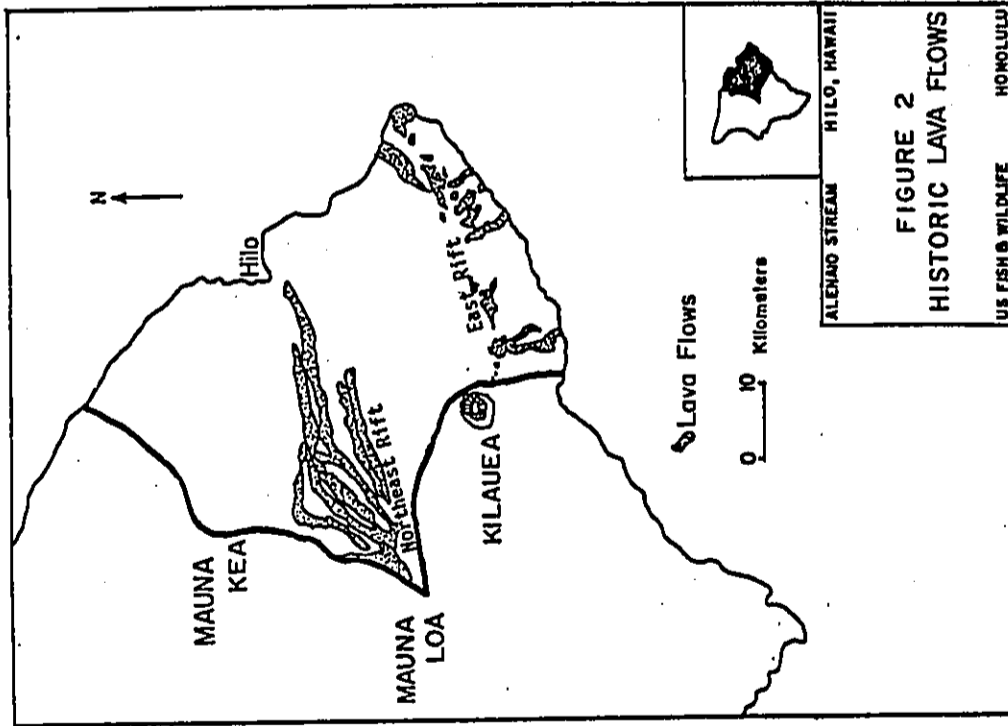 N
Hilo
MAUNA
KEA
Northeast Rift
East Rift
MAUNA
LOA
KILAUEA
Lava Flows
0 10
Kilometers
ALENAIO STREAM HILO, HAWAII
FIGURE 2
HISTORIC LAVA FLOWS
US FISH & WILDLIFE HONOLULU